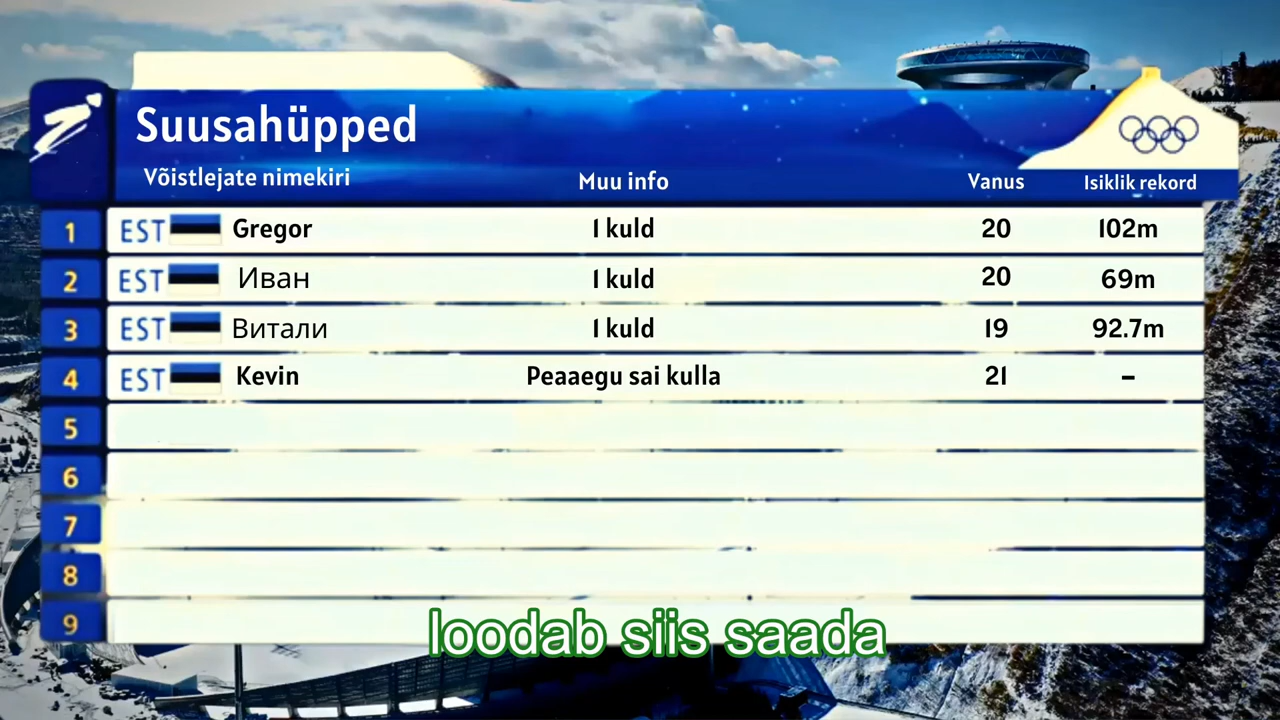 Suusahüpped
Võistlejate nimekiri Muu info Vanus Isiklik rekord
1 EST Gregor 1 kuld 20 102m
2 EST Иван 1 kuld 20 69m
3 EST Витали 1 kuld 19 92.7m
4 EST Kevin Peaaegu sai kulla 21 –
5
6
7
8
9
loodab siis saada